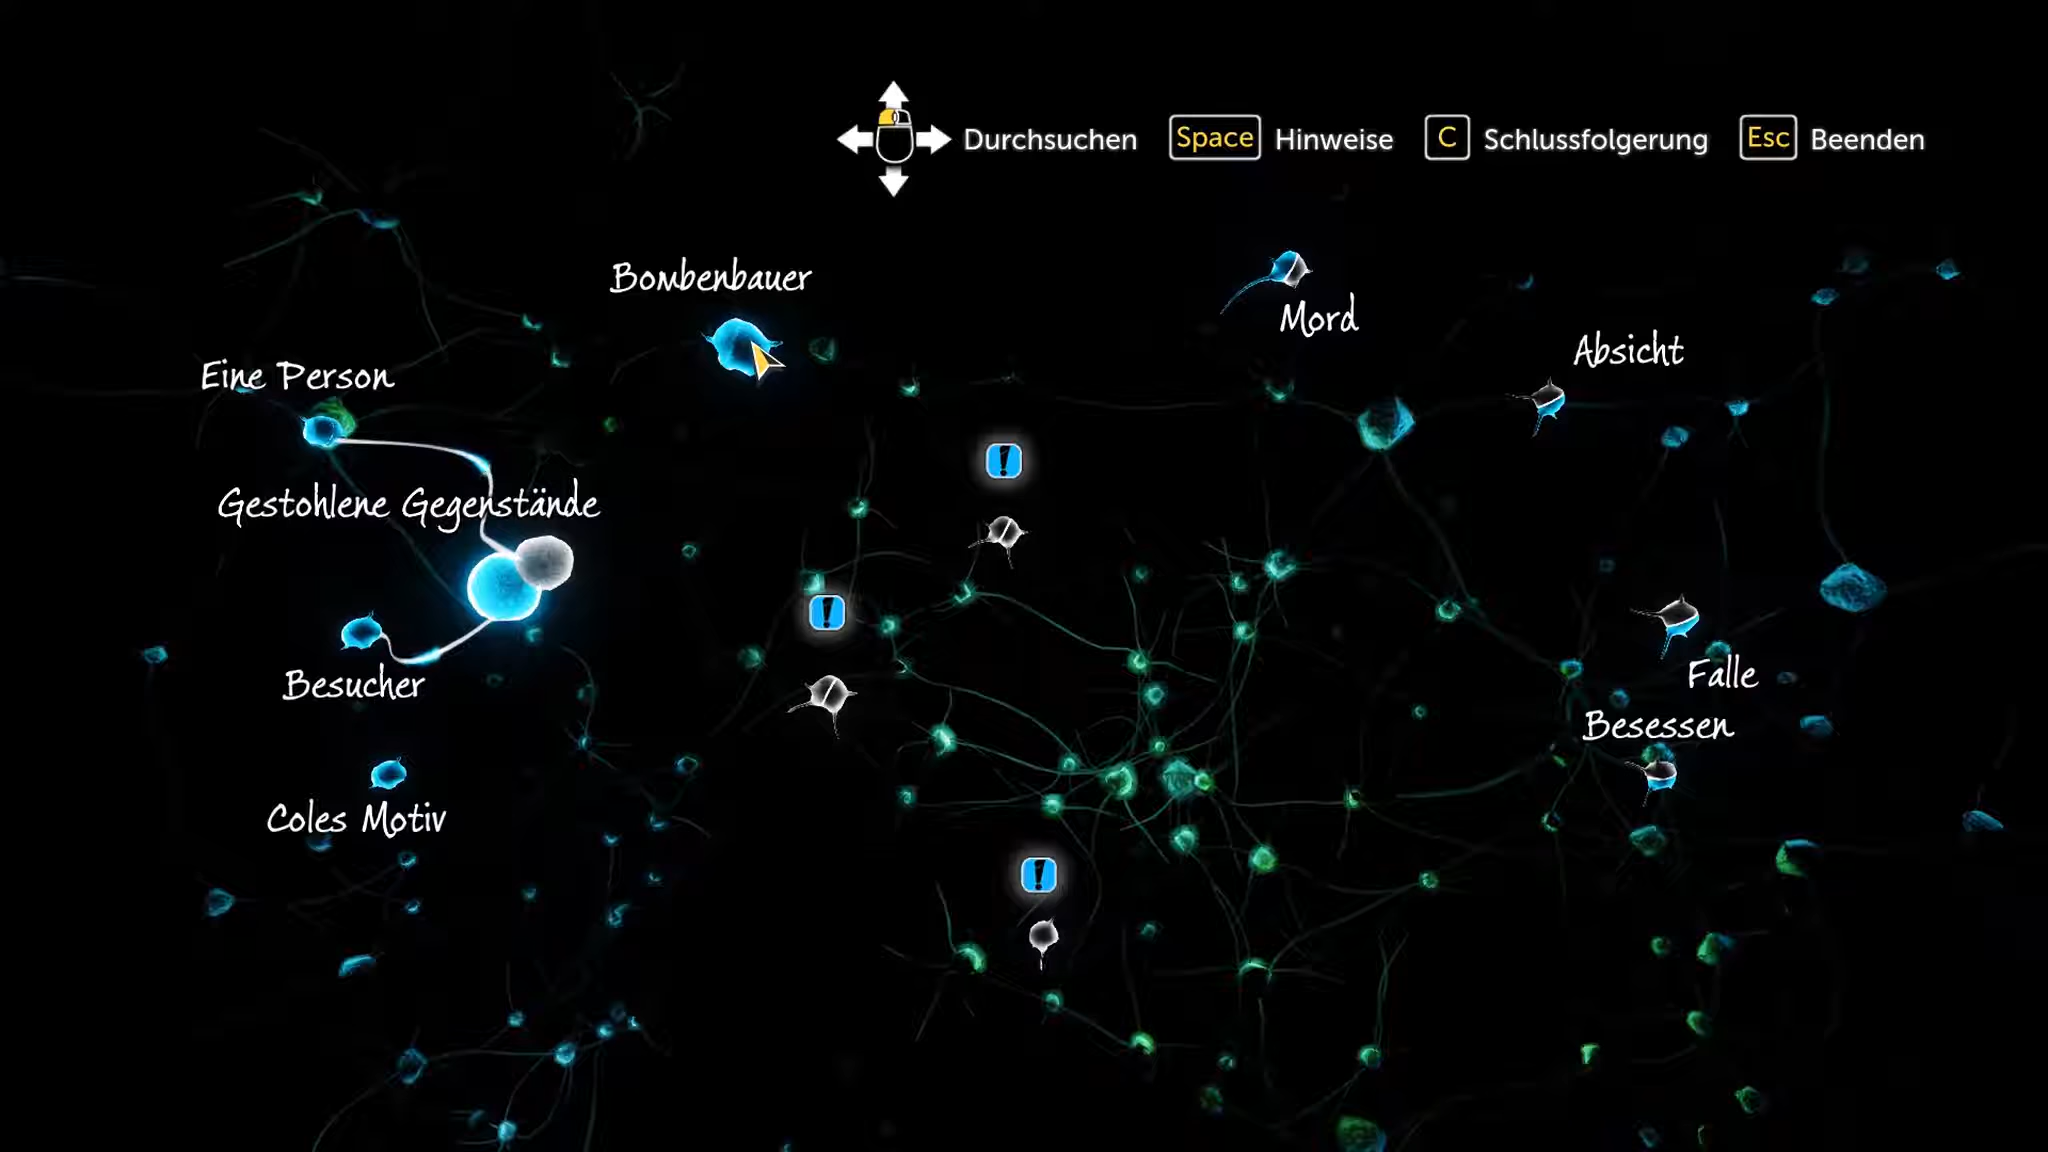 Durchsuchen Space Hinweise C Schlussfolgerung Esc Beenden
Bombenbauer
Mord
Absicht
Eine Person
Gestohlene Gegenstände
Besucher
Falle
Besessen
Coles Motiv